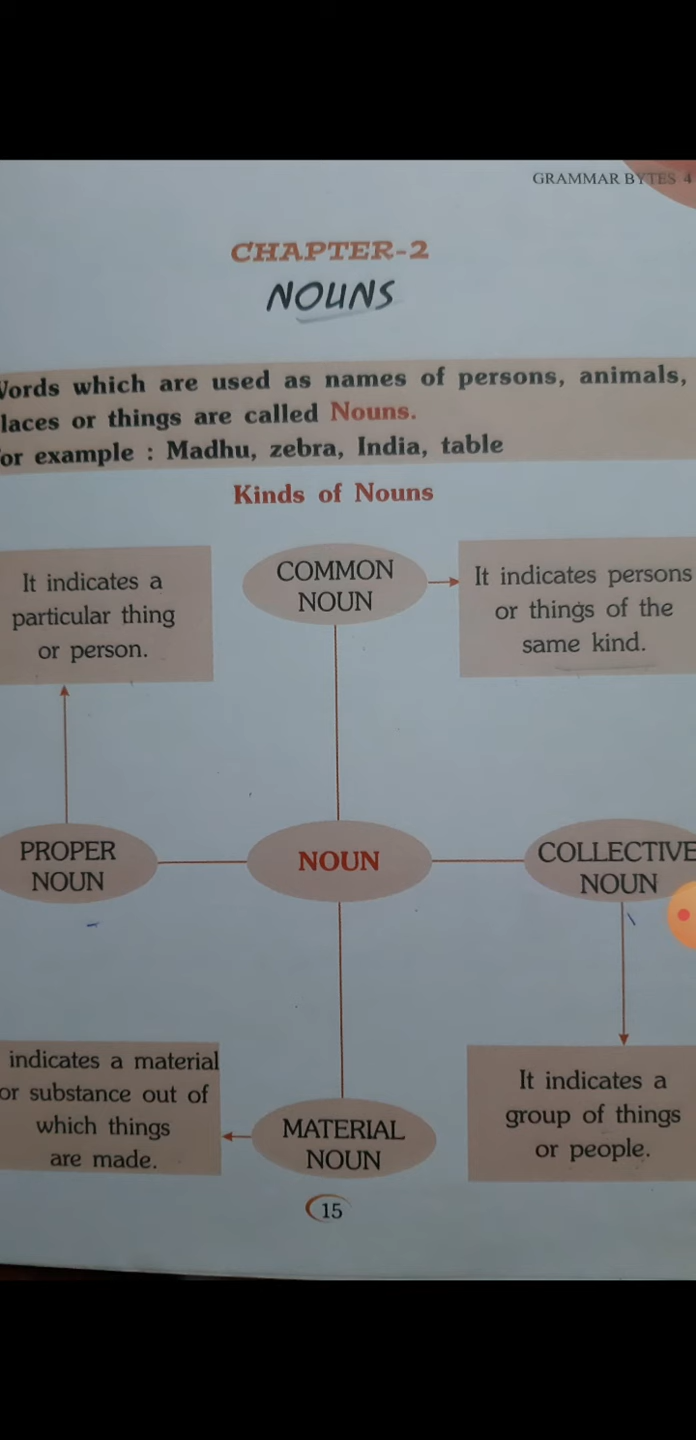 GRAMMAR BYTES 4
CHAPTER-2
NOUNS
Words which are used as names of persons, animals,
laces or things are called Nouns.
or example : Madhu, zebra, India, table
Kinds of Nouns
It indicates a
particular thing
or person.
COMMON
NOUN
It indicates persons
or things of the
same kind.
PROPER
NOUN
NOUN
COLLECTIVE
NOUN
indicates a material
or substance out of
which things
are made.
MATERIAL
NOUN
It indicates a
group of things
or people.
15